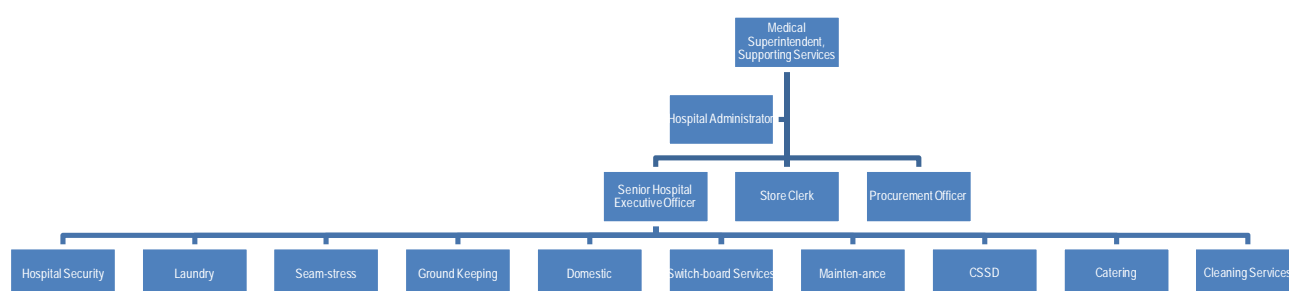 Medical
Superintendent,
Supporting Services
Hospital Administrator
Senior Hospital
Executive Officer
Store Clerk
Procurement Officer
Hospital Security
Laundry
Seam-stress
Ground Keeping
Domestic
Switch-board Services
Mainten-ance
CSSD
Catering
Cleaning Services